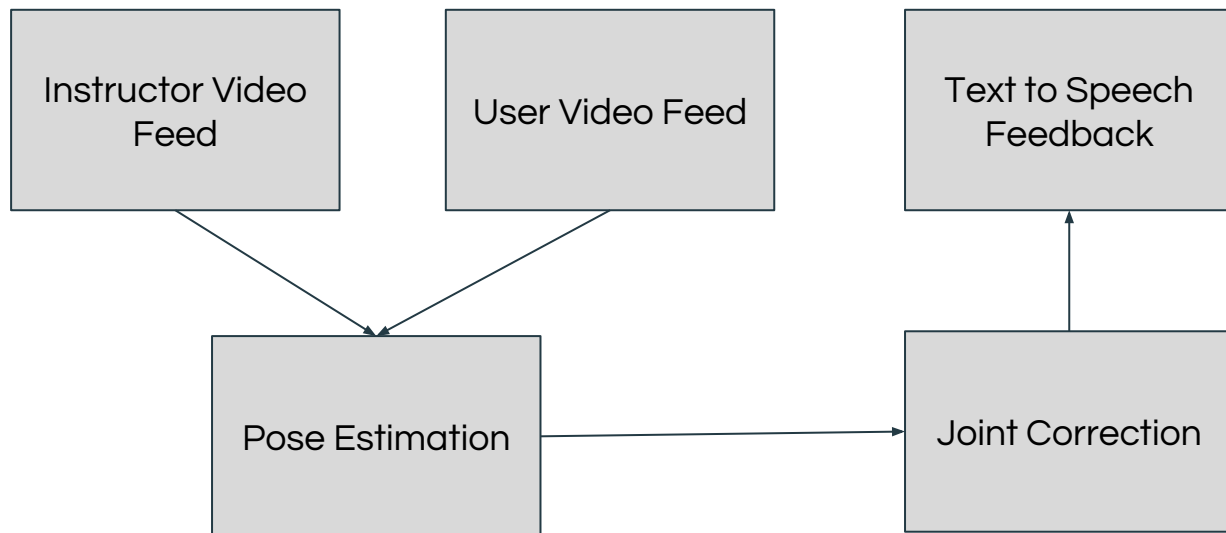 Instructor Video
Feed
User Video Feed
Text to Speech
Feedback
Pose Estimation
Joint Correction